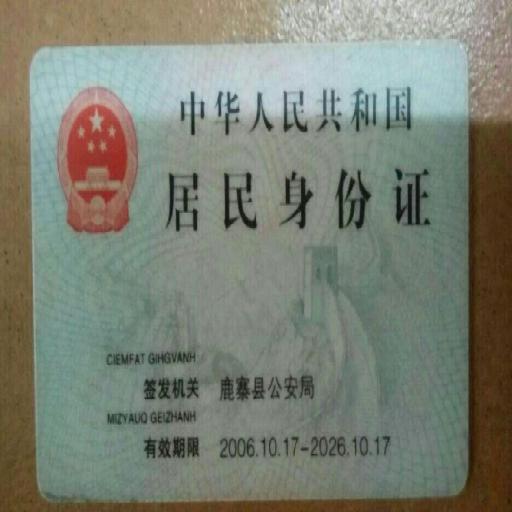 中华人民共和国
居民身份证
CIEMFAT GIHGVANH
签发机关 鹿寨县公安局
MIZYAUQ GEIZHANH
有效期限 2006.10.17-2026.10.17